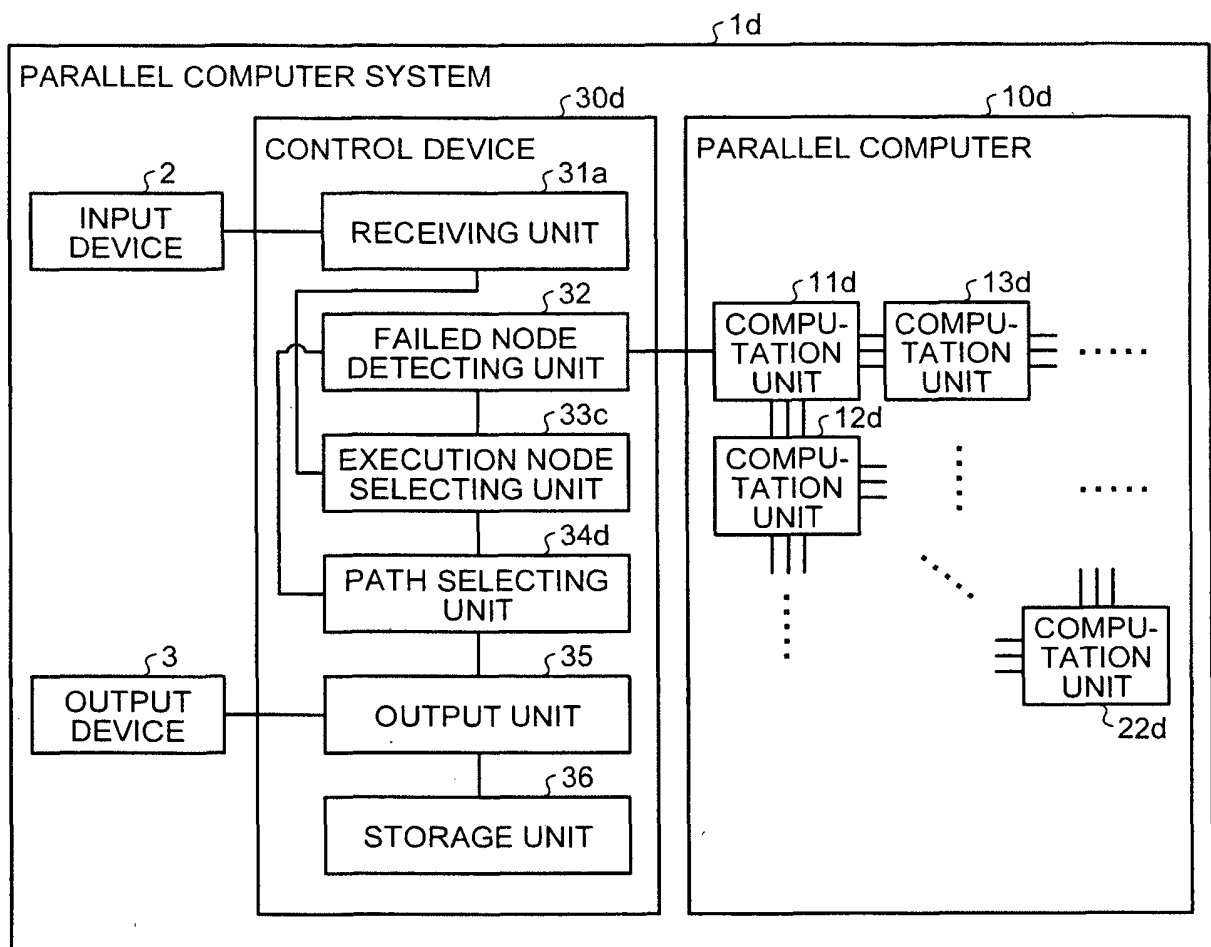 1d
PARALLEL COMPUTER SYSTEM
30d
CONTROL DEVICE
10d
PARALLEL COMPUTER
2
INPUT
DEVICE
31a
RECEIVING UNIT
32
FAILED NODE
DETECTING UNIT
33c
EXECUTION NODE
SELECTING UNIT
34d
PATH SELECTING
UNIT
3
OUTPUT
DEVICE
35
OUTPUT UNIT
36
STORAGE UNIT
11d
COMPU-
TATION
UNIT
13d
COMPU-
TATION
UNIT
12d
COMPU-
TATION
UNIT
COMPU-
TATION
UNIT
22d